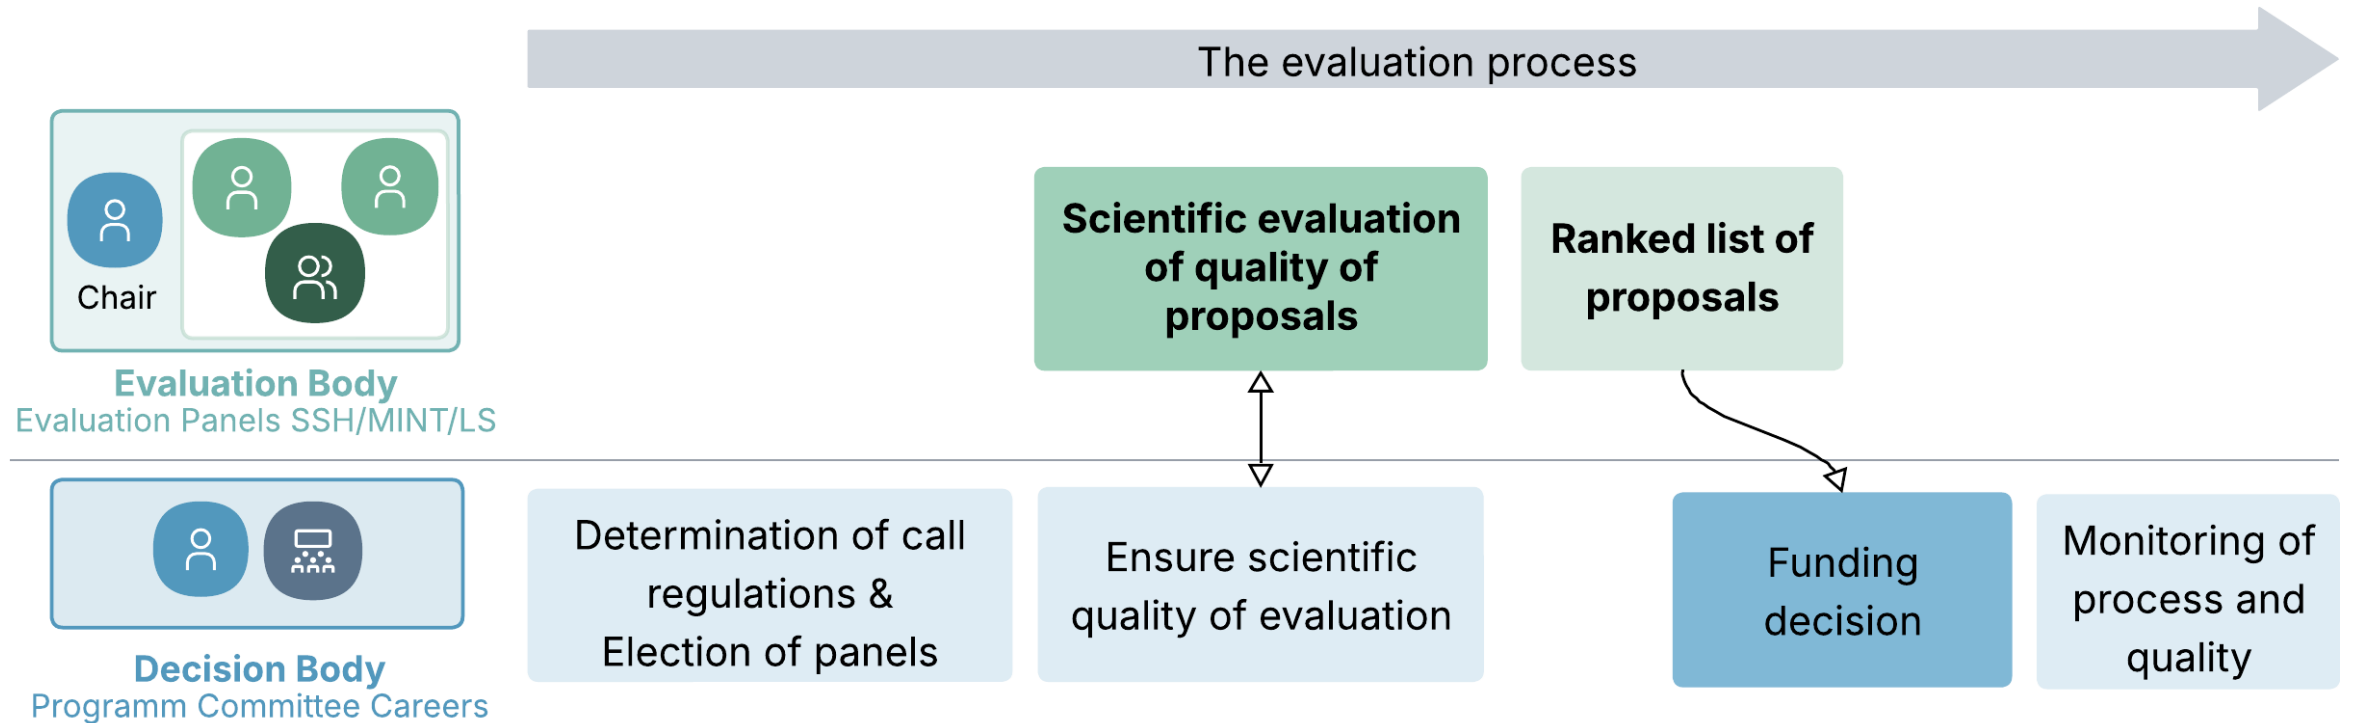 The evaluation process
Chair
Evaluation Body
Evaluation Panels SSH/MINT/LS
Scientific evaluation
of quality of
proposals
Ranked list of
proposals
Decision Body
Programm Committee Careers
Determination of call
regulations &
Election of panels
Ensure scientific
quality of evaluation
Funding
decision
Monitoring of
process and
quality